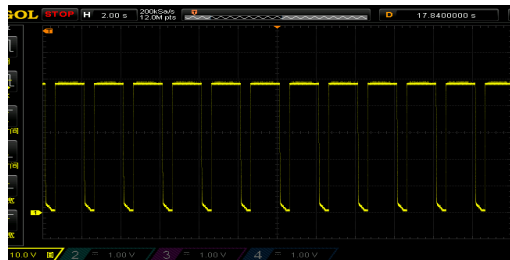 GOL STOP H 2.00 s 200kSa/s 12.0M pts D 17.8400000 s
T
1
10.0 V 2 = 1.00 V 3 = 1.00 V 4 = 1.00 V